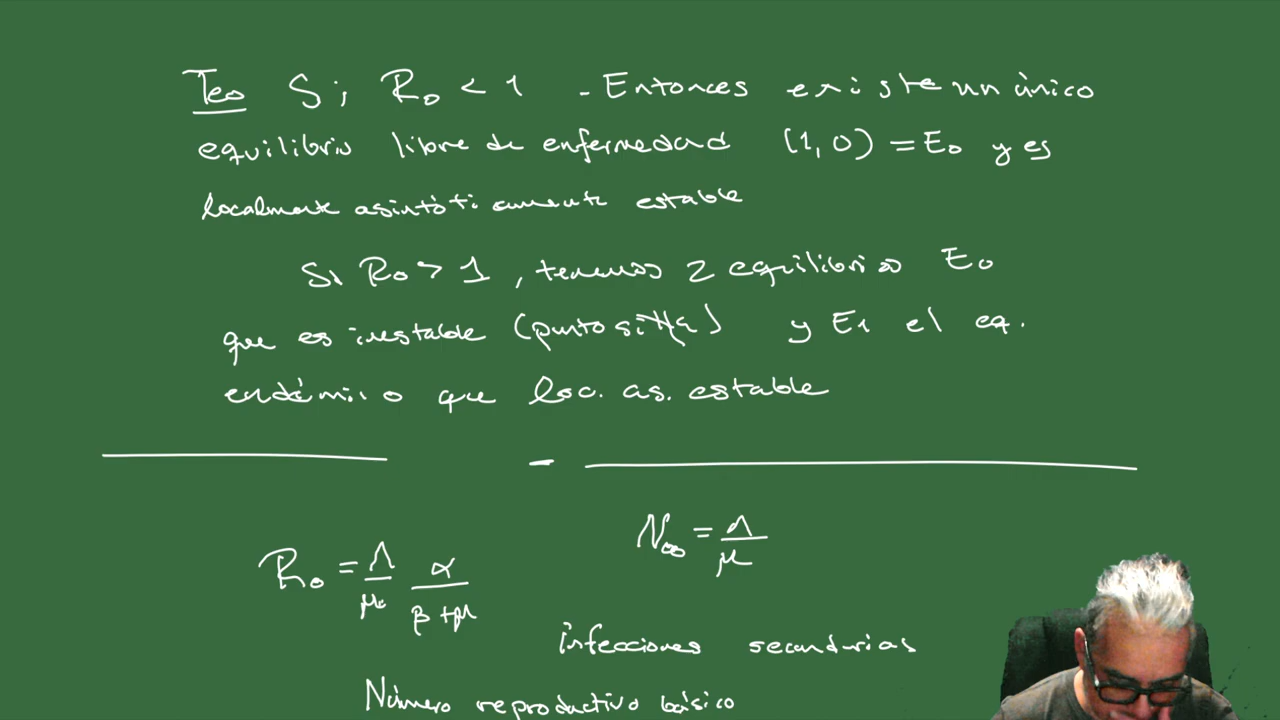 Teo Si R₀ < 1 - Entonces existe un único
equilibrio libre de enfermedad (1, 0) = E₀ y es
localmente asintóticamente estable
Si R₀ > 1, tenemos 2 equilibrios E₀
que es inestable (punto silla) y E₁ el eq.
endémico que loc. as. estable
N∞ = Λ/μ
R₀ = Λ/μ α/(β+μ)
infecciones secundarias
Número reproductivo básico